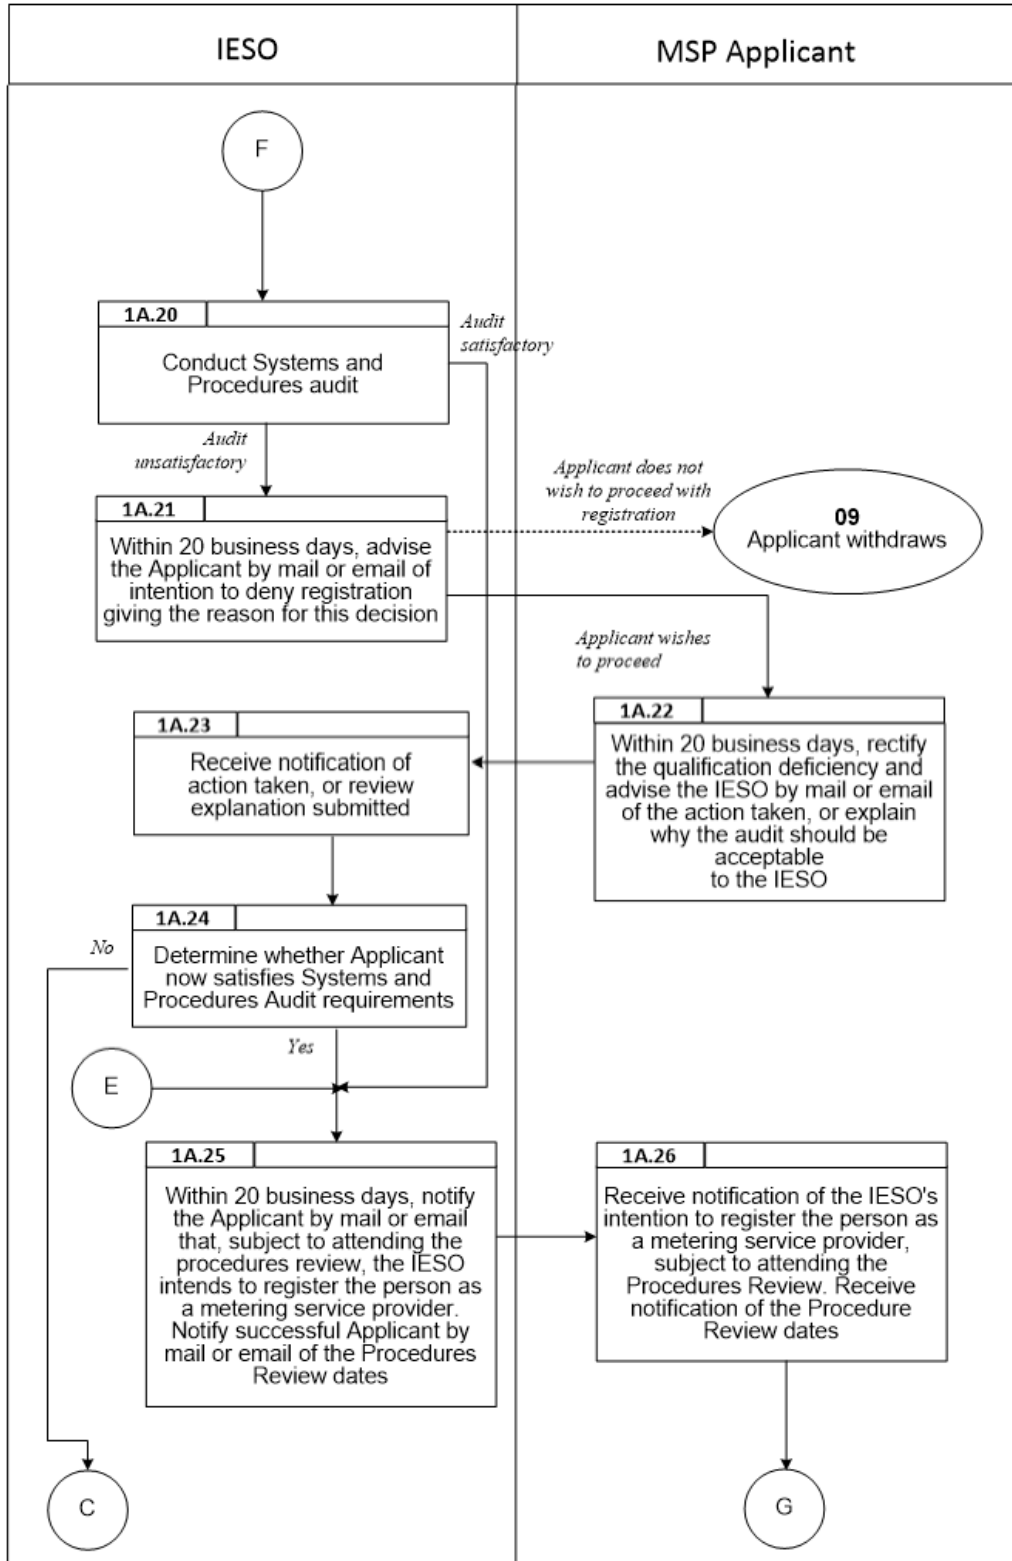 IESO
MSP Applicant
F
1A.20
Conduct Systems and
Procedures audit
Audit
satisfactory
Audit
unsatisfactory
1A.21
Within 20 business days, advise
the Applicant by mail or email of
intention to deny registration
giving the reason for this decision
Applicant does not
wish to proceed with
registration
09
Applicant withdraws
Applicant wishes
to proceed
1A.22
Within 20 business days, rectify
the qualification deficiency and
advise the IESO by mail or email
of the action taken, or explain
why the audit should be
acceptable
to the IESO
1A.23
Receive notification of
action taken, or review
explanation submitted
1A.24
Determine whether Applicant
now satisfies Systems and
Procedures Audit requirements
No
Yes
E
1A.25
Within 20 business days, notify
the Applicant by mail or email
that, subject to attending the
procedures review, the IESO
intends to register the person as
a metering service provider.
Notify successful Applicant by
mail or email of the Procedures
Review dates
1A.26
Receive notification of the IESO's
intention to register the person as
a metering service provider,
subject to attending the
Procedures Review. Receive
notification of the Procedure
Review dates
C
G